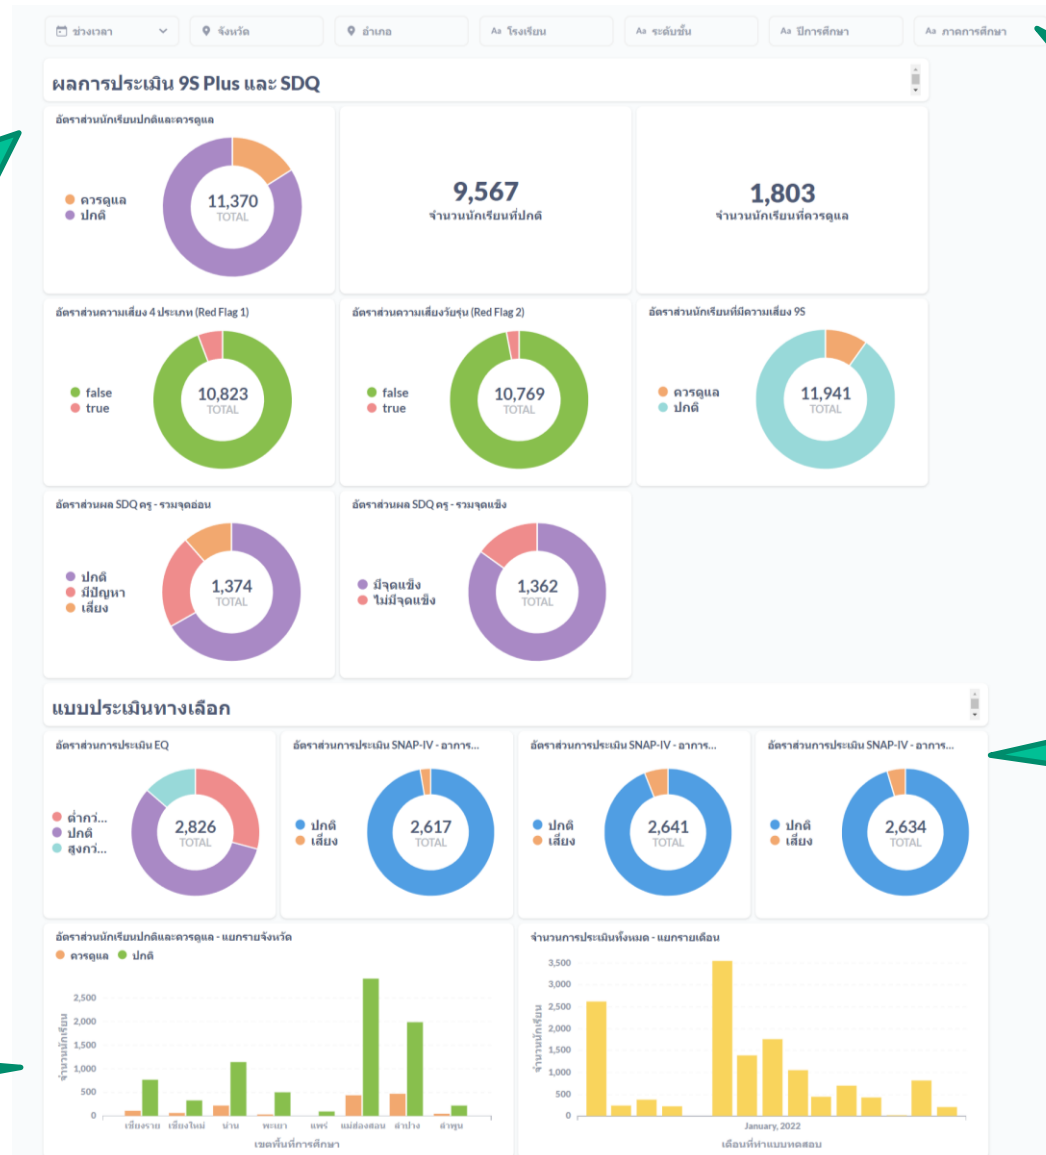 ช่วงเวลา
จังหวัด
อำเภอ
Aa โรงเรียน
Aa ระดับชั้น
Aa ปีการศึกษา
Aa ภาคการศึกษา
ผลการประเมิน 9S Plus และ SDQ
อัตราส่วนนักเรียนปกติและควรดูแล
ควรดูแล
ปกติ
11,370
TOTAL
9,567
จำนวนนักเรียนที่ปกติ
1,803
จำนวนนักเรียนที่ควรดูแล
อัตราส่วนความเสี่ยง 4 ประเภท (Red Flag 1)
false
true
10,823
TOTAL
อัตราส่วนความเสี่ยงวัยรุ่น (Red Flag 2)
false
true
10,769
TOTAL
อัตราส่วนนักเรียนที่มีความเสี่ยง 9S
ควรดูแล
ปกติ
11,941
TOTAL
อัตราส่วนผล SDQ ครู - รวมจุดอ่อน
ปกติ
มีปัญหา
เสี่ยง
1,374
TOTAL
อัตราส่วนผล SDQ ครู - รวมจุดแข็ง
มีจุดแข็ง
ไม่มีจุดแข็ง
1,362
TOTAL
แบบประเมินทางเลือก
อัตราส่วนการประเมิน EQ
ต่ำกว่...
ปกติ
สูงกว่...
2,826
TOTAL
อัตราส่วนการประเมิน SNAP-IV - อาการ...
ปกติ
เสี่ยง
2,617
TOTAL
อัตราส่วนการประเมิน SNAP-IV - อาการ...
ปกติ
เสี่ยง
2,641
TOTAL
อัตราส่วนการประเมิน SNAP-IV - อาการ...
ปกติ
เสี่ยง
2,634
TOTAL
อัตราส่วนนักเรียนปกติและควรดูแล - แยกรายจังหวัด
ควรดูแล ปกติ
จำนวนนักเรียน
2,500
2,000
1,500
1,000
500
0
เชียงราย เชียงใหม่ น่าน พะเยา แพร่ แม่ฮ่องสอน ลำปาง ลำพูน
เขตพื้นที่การศึกษา
จำนวนการประเมินทั้งหมด - แยกรายเดือน
จำนวนนักเรียน
3,500
3,000
2,500
2,000
1,500
1,000
500
0
January, 2022
เดือนที่ทำแบบทดสอบ